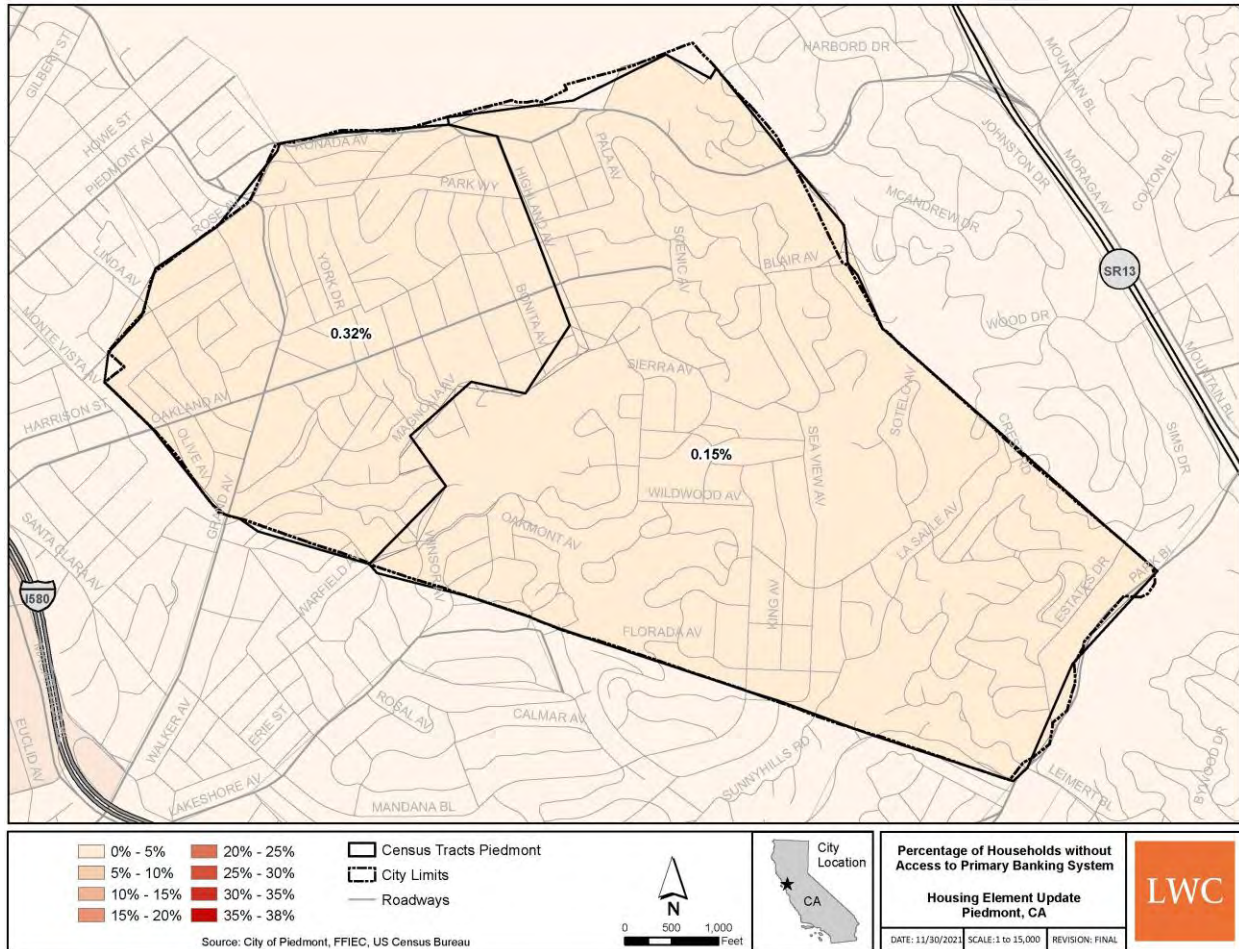 GILBERT ST
HOWE ST
PIEDMONT AV
HARBORD DR
MOUNTAIN BL
JOHNSTON DR
MORAGA AV
COLTON BL
RONADA AV
PALA AV
PARK WY
HIGHLAND AV
MCANDREW DR
LINDA AV
YORK DR
SCENIC AV
BLAIR AV
SR13
MONTE VISTA AV
BONITA AV
WOOD DR
0.32%
MOUNTAIN BL
SIERRA AV
HARRISON ST
OAKLAND AV
MAGNOLIA AV
SOTELO AV
SIMS DR
OLIVE AV
0.15%
SEA VIEW AV
WILDWOOD AV
GRAND AV
OAKMONT AV
LA SALLE AV
SANTA CLARA AV
WINSOR AV
I580
ESTATES DR
PARK BL
KING AV
FLORADA AV
ROSAL AV
CALMAR AV
EUCLID AV
WALKER AV
ERIE ST
SUNNYHILLS RD
LEIMERT BL
BYWOOD DR
LAKESHORE AV
MANDANA BL
0% - 5%
5% - 10%
10% - 15%
15% - 20%
20% - 25%
25% - 30%
30% - 35%
35% - 38%
Census Tracts Piedmont
City Limits
Roadways
Source: City of Piedmont, FFIEC, US Census Bureau
N
0 500 1,000
Feet
City
Location
CA
Percentage of Households without
Access to Primary Banking System
Housing Element Update
Piedmont, CA
DATE: 11/30/2021 SCALE:1 to 15,000 REVISION: FINAL
LWC